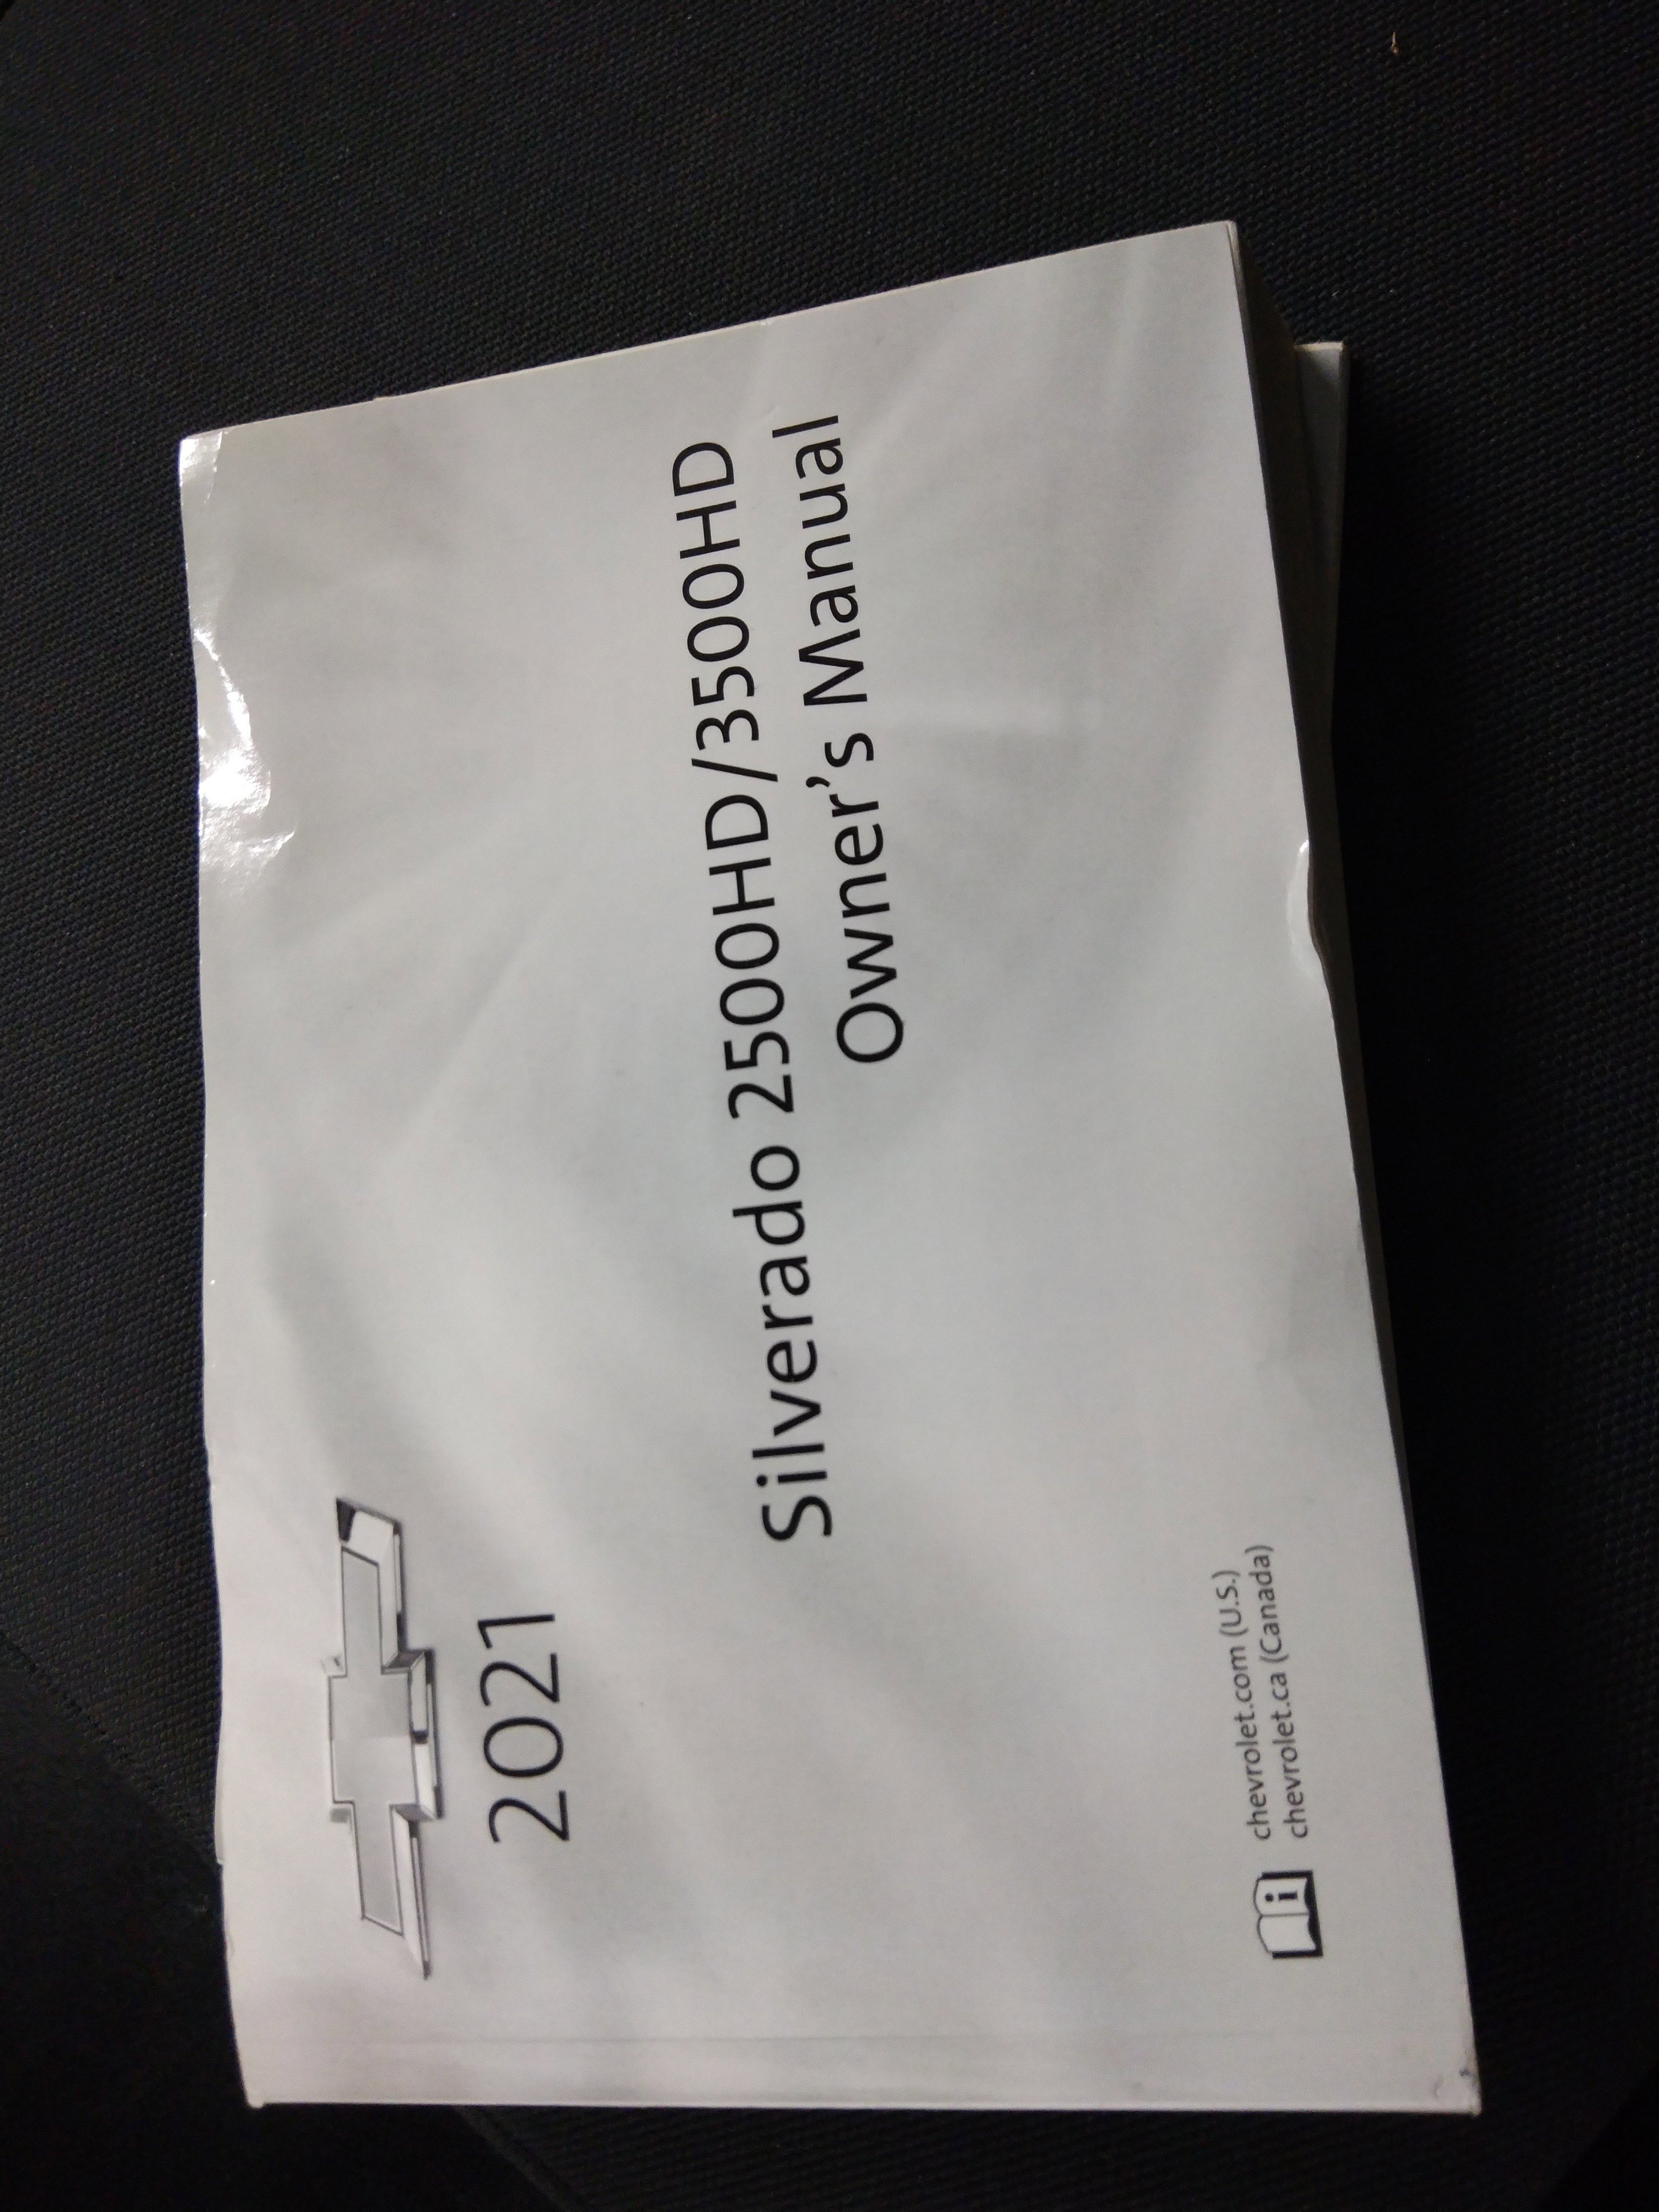 2021
Silverado 2500HD/3500HD
Owner's Manual
i
chevrolet.com (U.S.)
chevrolet.ca (Canada)